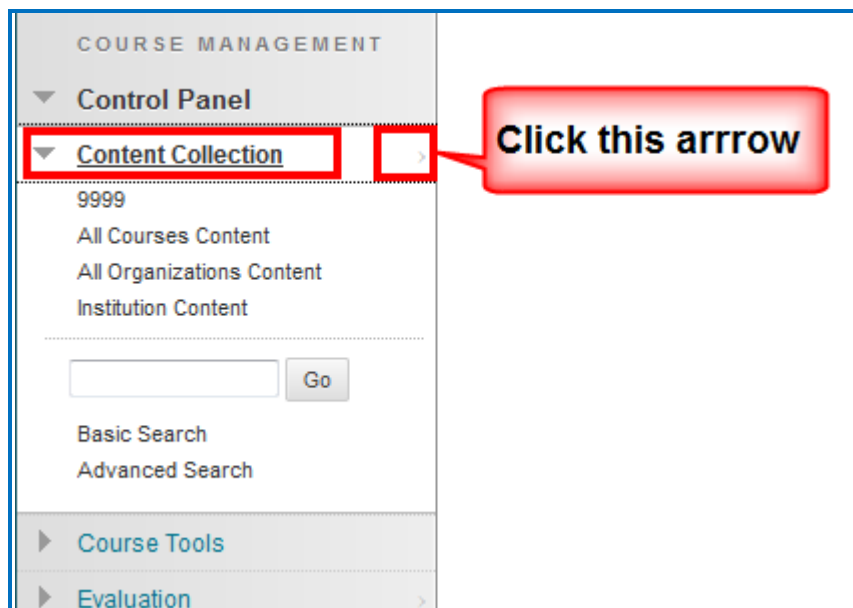 COURSE MANAGEMENT
Control Panel
Content Collection
Click this arrrow
9999
All Courses Content
All Organizations Content
Institution Content
Go
Basic Search
Advanced Search
Course Tools
Evaluation